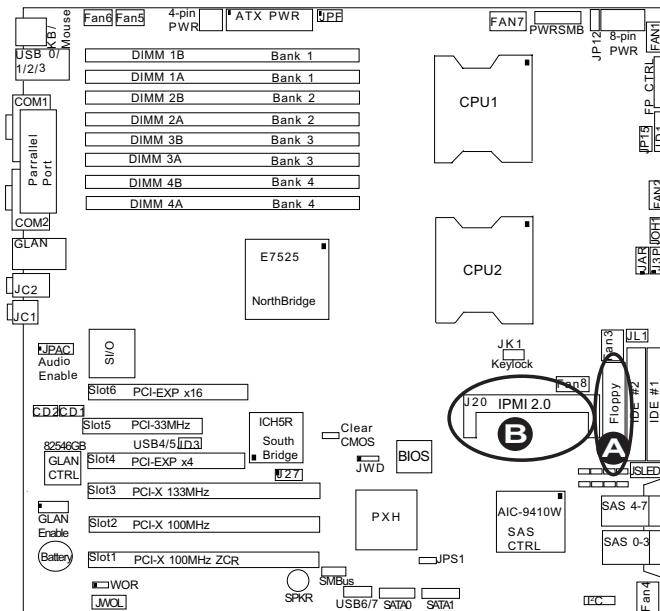 KB/
Mouse
Fan6 Fan5
4-pin
PWR
ATX PWR
JPF
FAN7
PWRSMB
JP12
8-pin
PWR
FAN1
USB 0/
1/2/3
DIMM 1B Bank 1
DIMM 1A Bank 1
DIMM 2B Bank 2
DIMM 2A Bank 2
DIMM 3B Bank 3
DIMM 3A Bank 3
DIMM 4B Bank 4
DIMM 4A Bank 4
CPU1
FP CTRL
JP15
JD1
COM1
Parrallel
Port
COM2
FAN2
JOH1
JAR
J3P
GLAN
JC2
JC1
E7525
NorthBridge
CPU2
JPAC
Audio
Enable
SI/O
JK1
Keylock
Fan3
JL1
Fan8
Slot6 PCI-EXP x16
J20 IPMI 2.0
B
Floppy
A
IDE #2
IDE #1
CD2 CD1
Slot5 PCI-33MHz
ICH5R
South
Bridge
Clear
CMOS
82546GB
GLAN
CTRL
USB4/5 JD3
Slot4 PCI-EXP x4
JWD
BIOS
J27
JSLED
Slot3 PCI-X 133MHz
GLAN
Enable
Slot2 PCI-X 100MHz
PXH
AIC-9410W
SAS
CTRL
SAS 4-7
SAS 0-3
Battery
Slot1 PCI-X 100MHz ZCR
JPS1
WOR
JWOL
SPKR
SMBus
USB6/7
SATA0
SATA1
I²C
Fan4